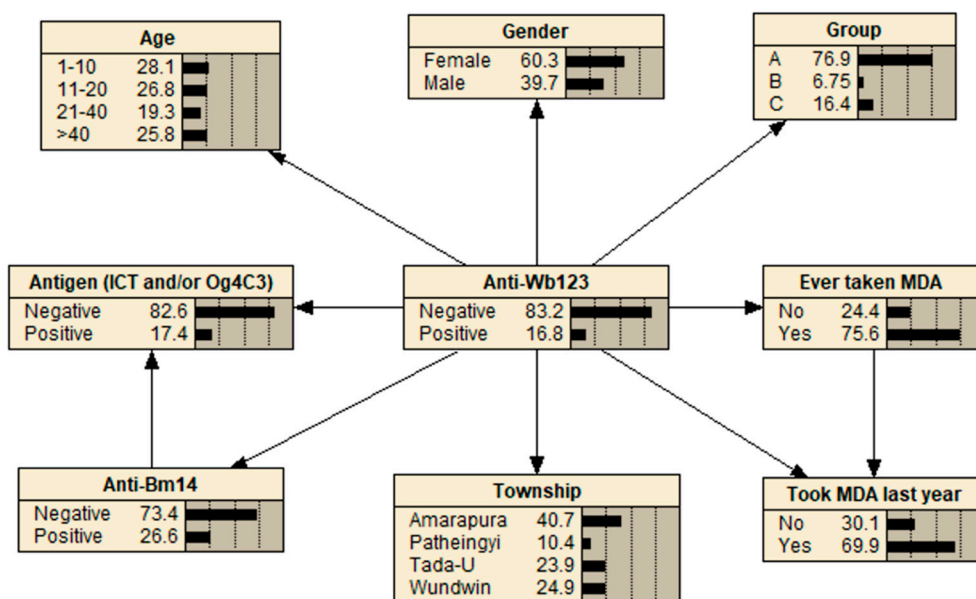 Age
1-10 28.1
11-20 26.8
21-40 19.3
>40 25.8
Gender
Female 60.3
Male 39.7
Group
A 76.9
B 6.75
C 16.4
Antigen (ICT and/or Og4C3)
Negative 82.6
Positive 17.4
Anti-Wb123
Negative 83.2
Positive 16.8
Ever taken MDA
No 24.4
Yes 75.6
Anti-Bm14
Negative 73.4
Positive 26.6
Township
Amarapura 40.7
Patheingyi 10.4
Tada-U 23.9
Wundwin 24.9
Took MDA last year
No 30.1
Yes 69.9